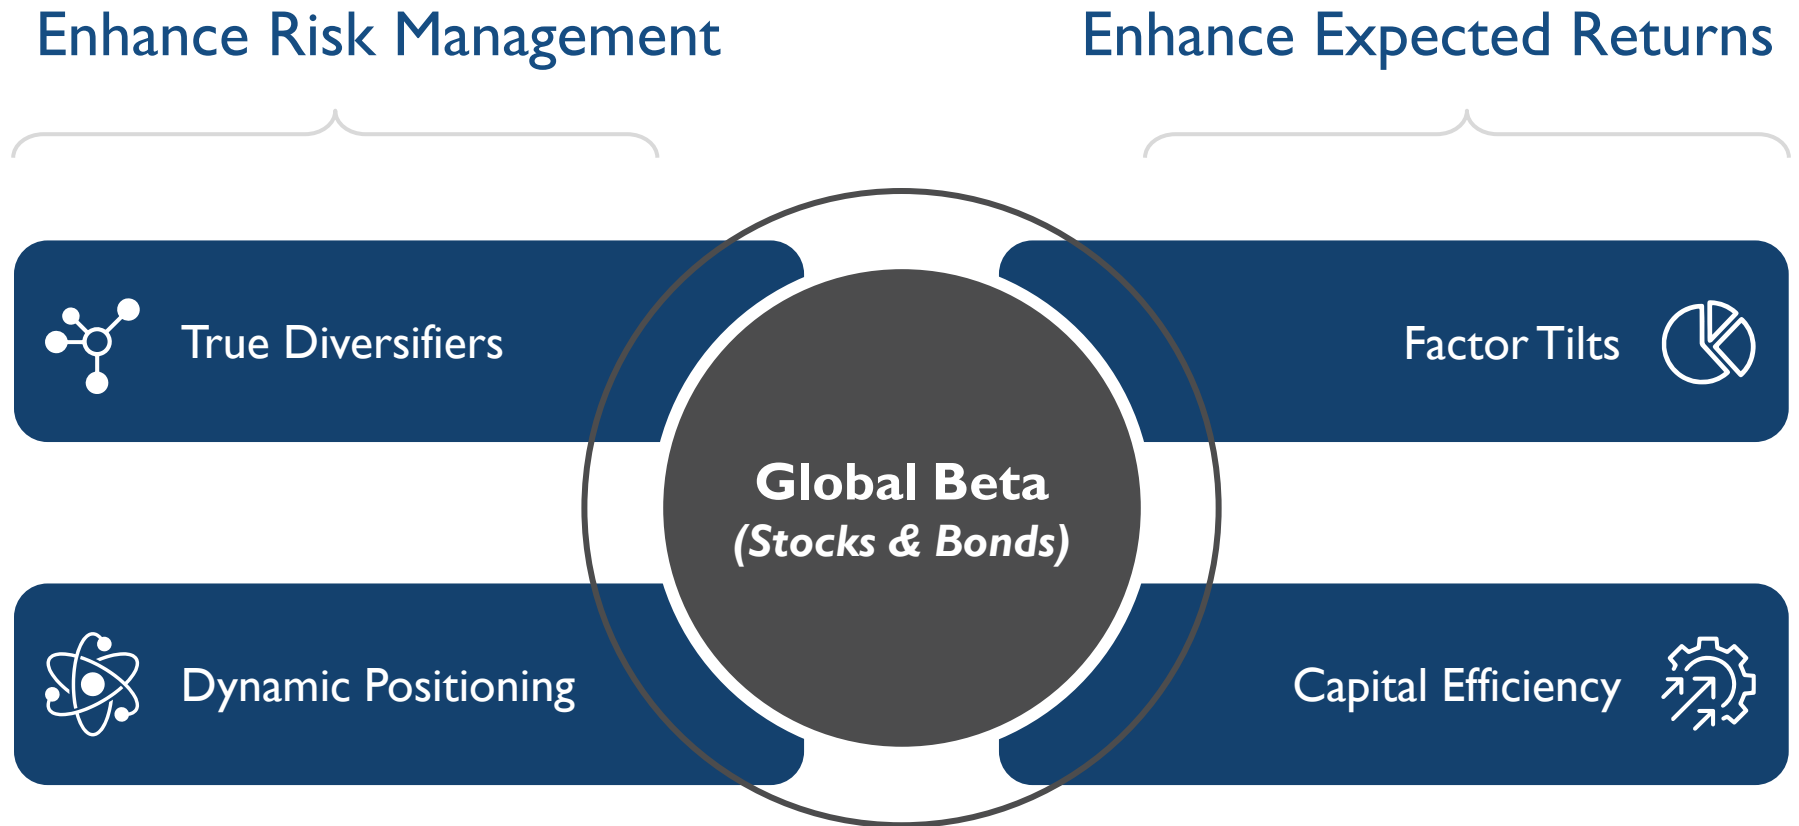 Enhance Risk Management
Enhance Expected Returns
True Diversifiers
Factor Tilts
Global Beta
(Stocks & Bonds)
Dynamic Positioning
Capital Efficiency